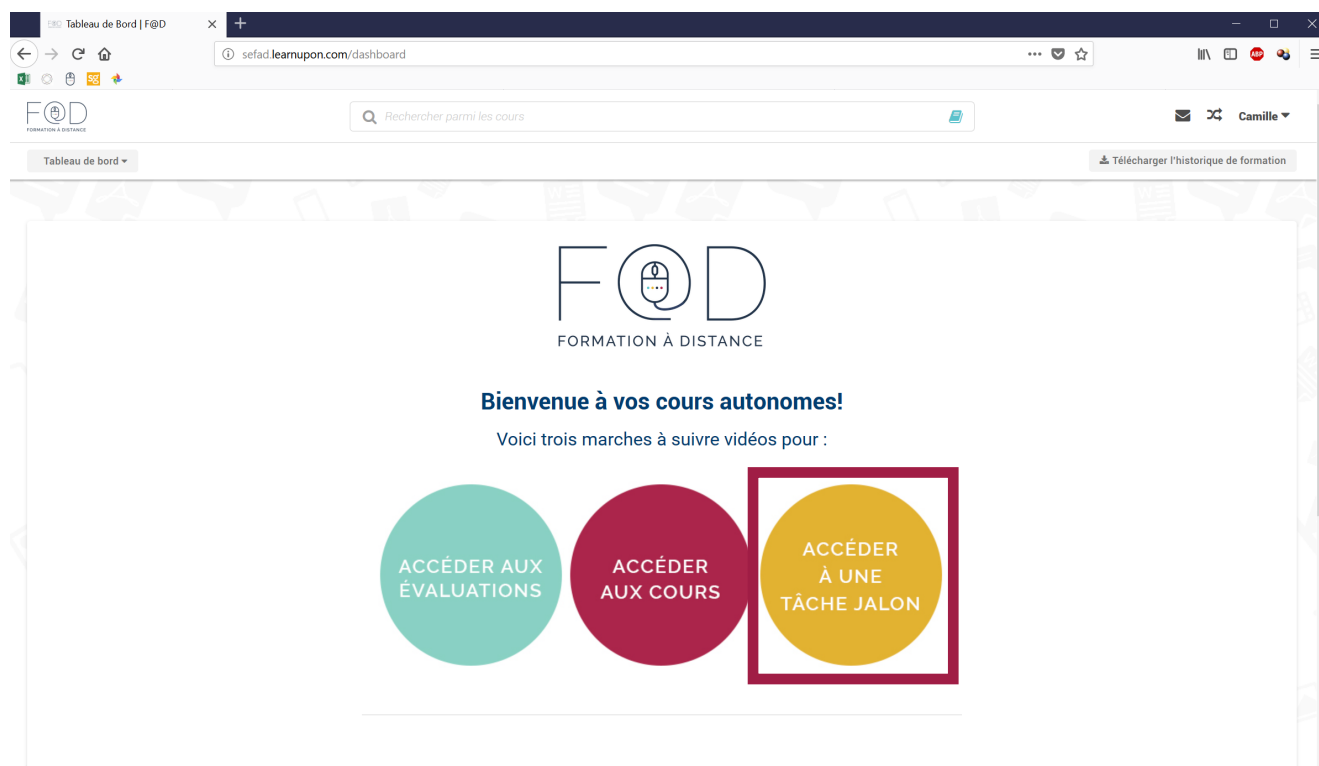 Tableau de Bord | F@D
sefad.learnupon.com/dashboard
F@D
FORMATION À DISTANCE
Rechercher parmi les cours
Camille
Tableau de bord
Télécharger l'historique de formation
F@D
FORMATION À DISTANCE
Bienvenue à vos cours autonomes!
Voici trois marches à suivre vidéos pour :
ACCÉDER AUX
ÉVALUATIONS
ACCÉDER
AUX COURS
ACCÉDER
À UNE
TÂCHE JALON